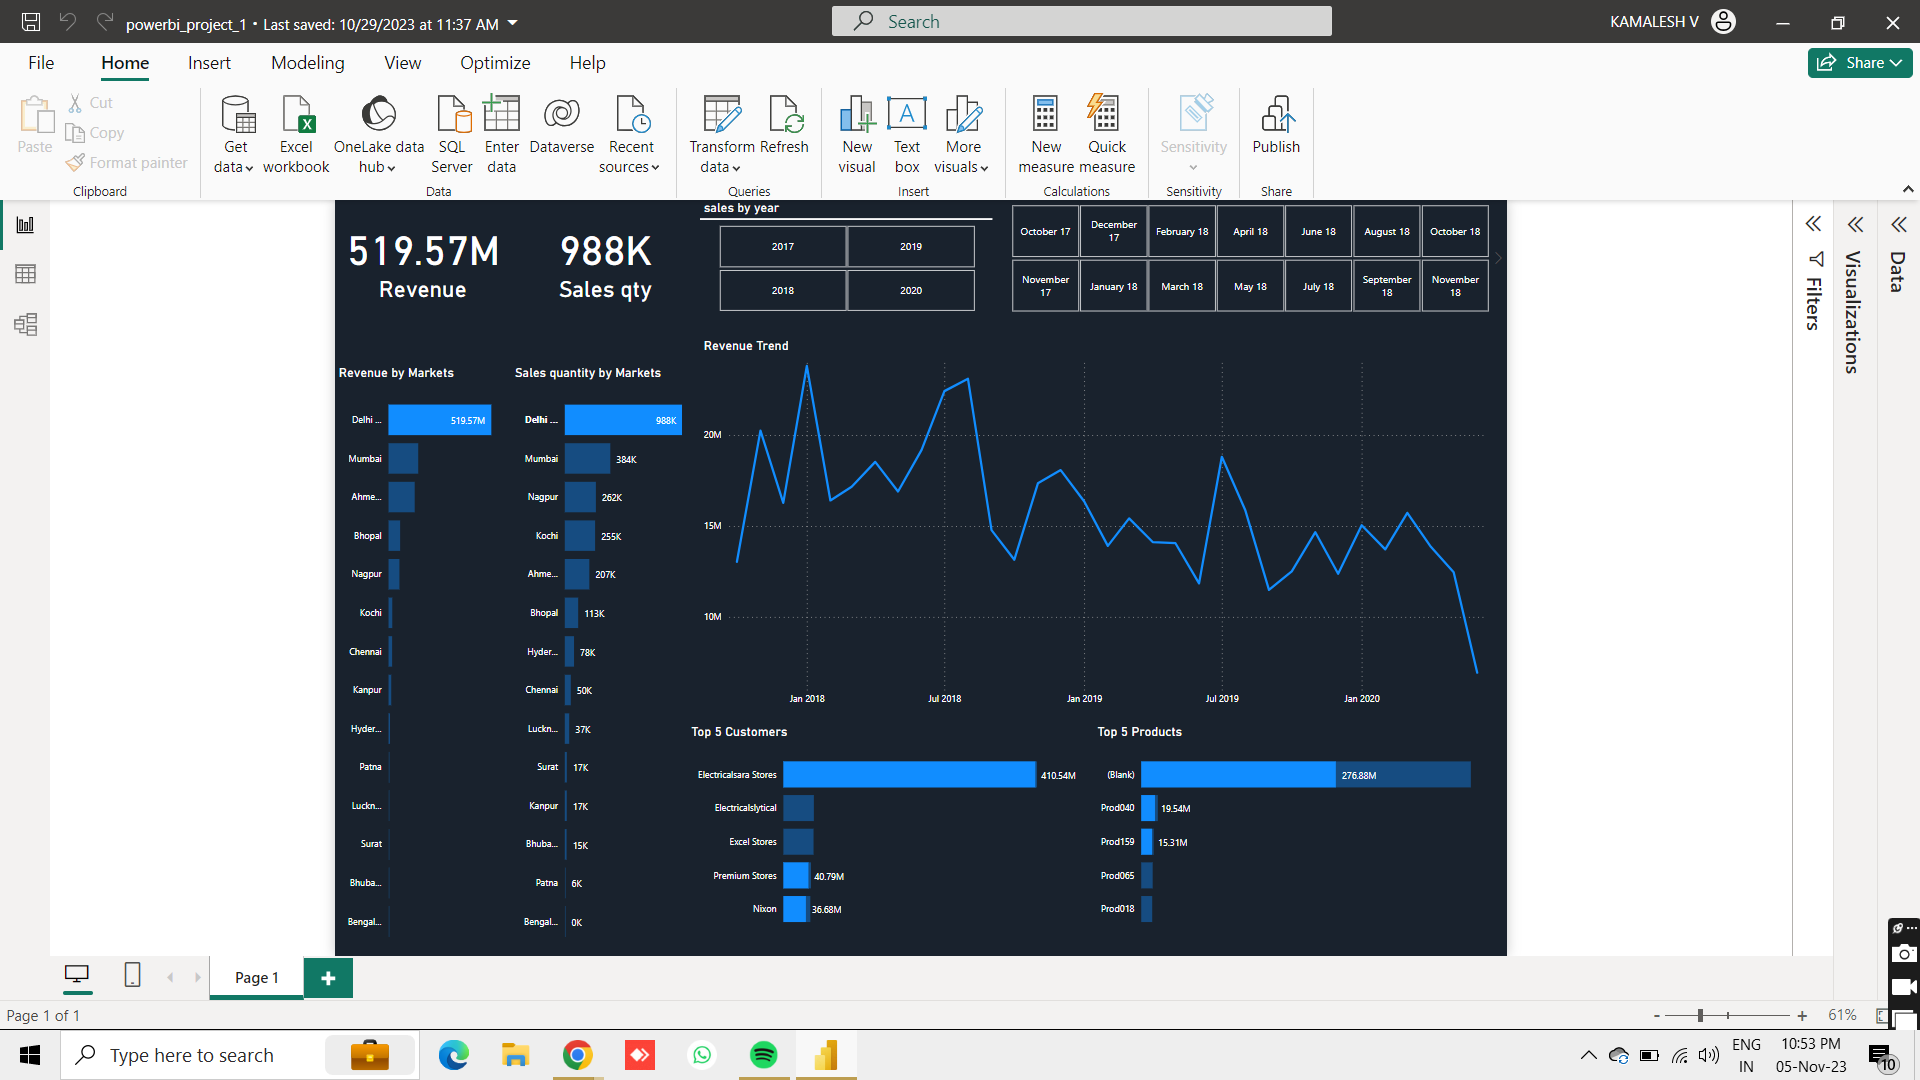 powerbi_project_1 • Last saved: 10/29/2023 at 11:37 AM
Search
KAMALESH V
File
Home
Insert
Modeling
View
Optimize
Help
Share
Paste
Cut
Copy
Format painter
Clipboard
Get data
Excel workbook
OneLake data hub
SQL Server
Enter data
Dataverse
Recent sources
Data
Transform data
Refresh
Queries
New visual
Text box
More visuals
Insert
New measure
Quick measure
Calculations
Sensitivity
Sensitivity
Publish
Share
519.57M
Revenue
988K
Sales qty
sales by year
2017
2019
2018
2020
October 17
December 17
February 18
April 18
June 18
August 18
October 18
November 17
January 18
March 18
May 18
July 18
September 18
November 18
Filters
Visualizations
Data
Revenue by Markets
Delhi ...
519.57M
Mumbai
Ahme...
Bhopal
Nagpur
Kochi
Chennai
Kanpur
Hyder...
Patna
Luckn...
Surat
Bhuba...
Bengal...
Sales quantity by Markets
Delhi ...
988K
Mumbai
384K
Nagpur
262K
Kochi
255K
Ahme...
207K
Bhopal
113K
Hyder...
78K
Chennai
50K
Luckn...
37K
Surat
17K
Kanpur
17K
Bhuba...
15K
Patna
6K
Bengal...
0K
Revenue Trend
20M
15M
10M
Jan 2018
Jul 2018
Jan 2019
Jul 2019
Jan 2020
Top 5 Customers
Electricalsara Stores
410.54M
Electricalslytical
Excel Stores
Premium Stores
40.79M
Nixon
36.68M
Top 5 Products
(Blank)
276.88M
Prod040
19.54M
Prod159
15.31M
Prod065
Prod018
Page 1
+
Page 1 of 1
- + 61%
Type here to search
ENG
IN
10:53 PM
05-Nov-23
10